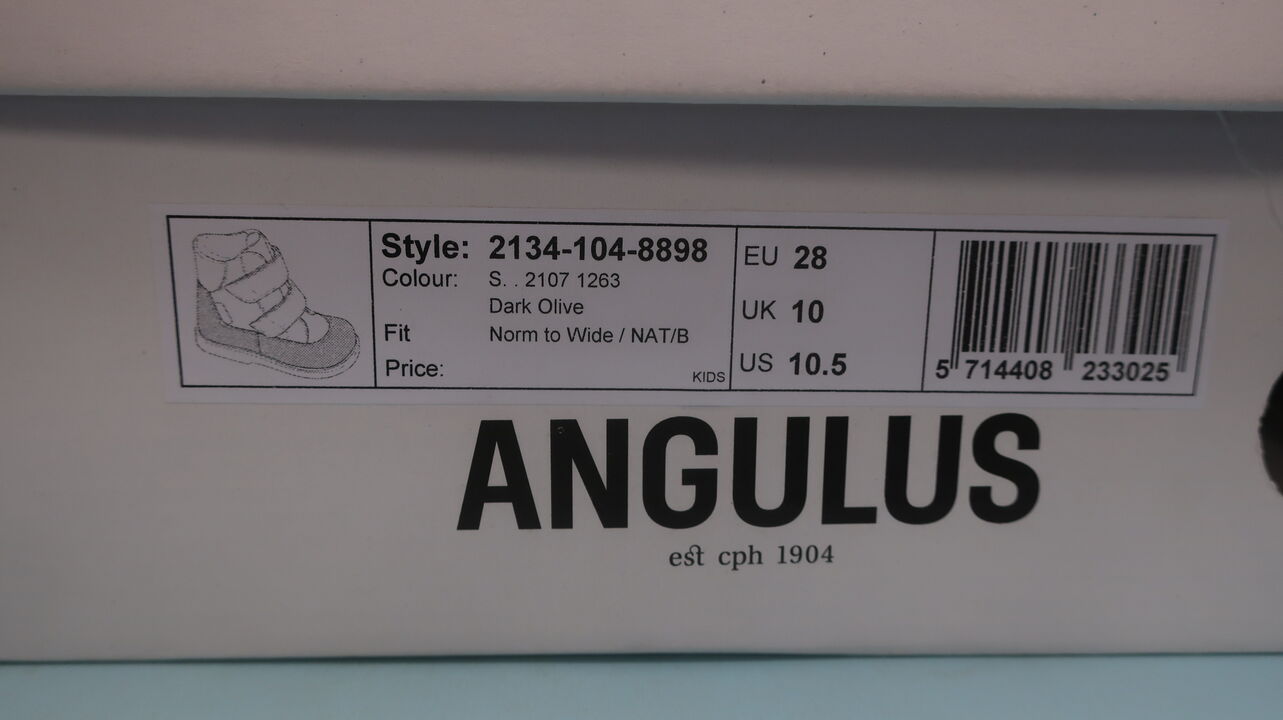 Style: 2134-104-8898
Colour: S. . 2107 1263
Dark Olive
Fit Norm to Wide / NAT/B
Price:
KIDS
EU 28
UK 10
US 10.5
5 714408 233025
ANGULUS
est cph 1904